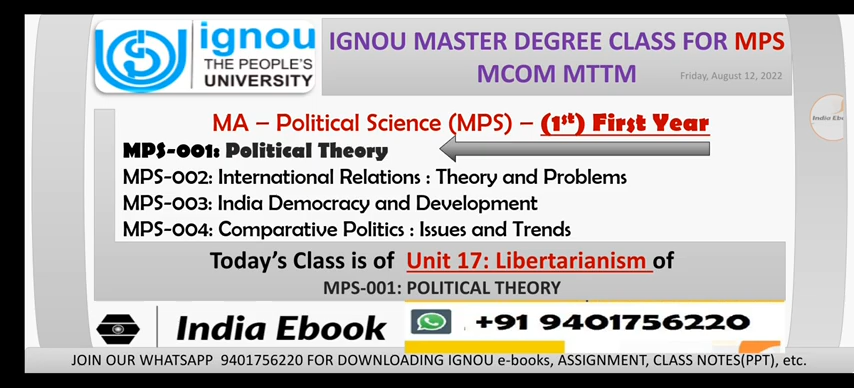 ignou
THE PEOPLE'S
UNIVERSITY
IGNOU MASTER DEGREE CLASS FOR MPS
MCOM MTTM
Friday, August 12, 2022
MA – Political Science (MPS) – (1st) First Year
MPS-001: Political Theory
MPS-002: International Relations : Theory and Problems
MPS-003: India Democracy and Development
MPS-004: Comparative Politics : Issues and Trends
India Eb
Today's Class is of Unit 17: Libertarianism of
MPS-001: POLITICAL THEORY
India Ebook
. +91 9401756220
JOIN OUR WHATSAPP 9401756220 FOR DOWNLOADING IGNOU e-books, ASSIGNMENT, CLASS NOTES(PPT), etc.